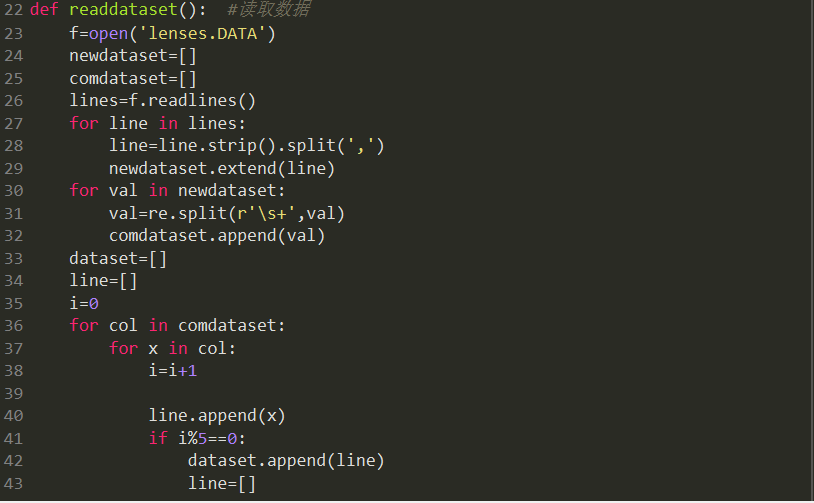 22 def readdataset():  #读取数据
23     f=open('lenses.DATA')
24     newdataset=[]
25     comdataset=[]
26     lines=f.readlines()
27     for line in lines:
28         line=line.strip().split(',')
29         newdataset.extend(line)
30     for val in newdataset:
31         val=re.split(r'\s+',val)
32         comdataset.append(val)
33     dataset=[]
34     line=[]
35     i=0
36     for col in comdataset:
37         for x in col:
38             i=i+1
39
40             line.append(x)
41             if i%5==0:
42                 dataset.append(line)
43                 line=[]